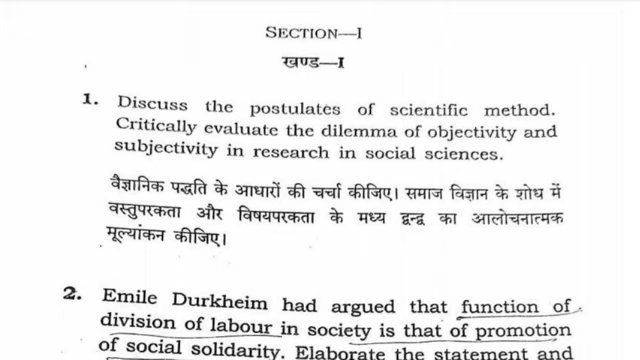 SECTION—I
खण्ड—I
1. Discuss the postulates of scientific method.
Critically evaluate the dilemma of objectivity and
subjectivity in research in social sciences.
वैज्ञानिक पद्धति के आधारों की चर्चा कीजिए। समाज विज्ञान के शोध में
वस्तुपरकता और विषयपरकता के मध्य द्वन्द्व का आलोचनात्मक
मूल्यांकन कीजिए।
2. Emile Durkheim had argued that function of
division of labour in society is that of promotion
of social solidarity. Elaborate the statement and